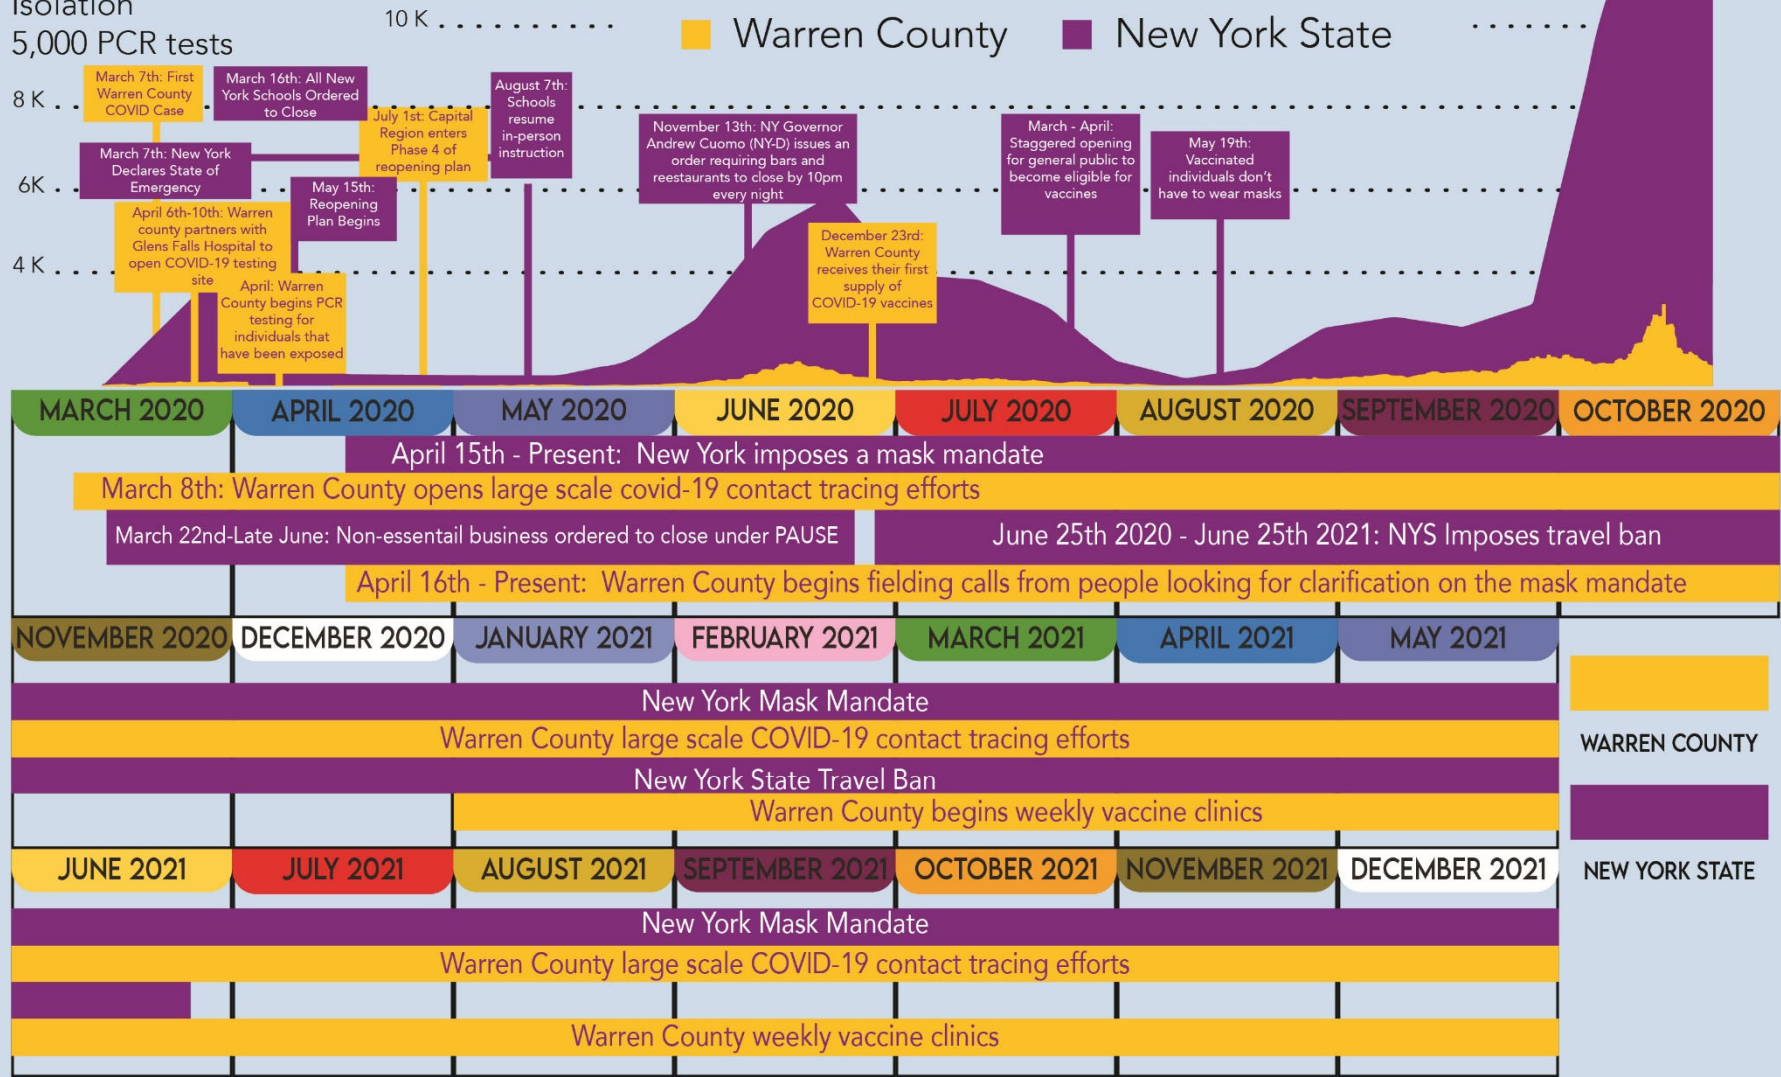 Isolation
5,000 PCR tests
10 K
Warren County
New York State
8 K
6K
4 K
March 7th: First
Warren County
COVID Case
March 16th: All New
York Schools Ordered
to Close
March 7th: New York
Declares State of
Emergency
April 6th-10th: Warren
county partners with
Glens Falls Hospital to
open COVID-19 testing
site
April: Warren
County begins PCR
testing for
individuals that
have been exposed
May 15th:
Reopening
Plan Begins
July 1st: Capital
Region enters
Phase 4 of
reopening plan
August 7th:
Schools
resume
in-person
instruction
November 13th: NY Governor
Andrew Cuomo (NY-D) issues an
order requiring bars and
reestaurants to close by 10pm
every night
December 23rd:
Warren County
receives their first
supply of
COVID-19 vaccines
March - April:
Staggered opening
for general public to
become eligible for
vaccines
May 19th:
Vaccinated
individuals don't
have to wear masks
MARCH 2020
APRIL 2020
MAY 2020
JUNE 2020
JULY 2020
AUGUST 2020
SEPTEMBER 2020
OCTOBER 2020
April 15th - Present: New York imposes a mask mandate
March 8th: Warren County opens large scale covid-19 contact tracing efforts
March 22nd-Late June: Non-essentail business ordered to close under PAUSE
June 25th 2020 - June 25th 2021: NYS Imposes travel ban
April 16th - Present: Warren County begins fielding calls from people looking for clarification on the mask mandate
NOVEMBER 2020
DECEMBER 2020
JANUARY 2021
FEBRUARY 2021
MARCH 2021
APRIL 2021
MAY 2021
New York Mask Mandate
Warren County large scale COVID-19 contact tracing efforts
New York State Travel Ban
Warren County begins weekly vaccine clinics
WARREN COUNTY
NEW YORK STATE
JUNE 2021
JULY 2021
AUGUST 2021
SEPTEMBER 2021
OCTOBER 2021
NOVEMBER 2021
DECEMBER 2021
New York Mask Mandate
Warren County large scale COVID-19 contact tracing efforts
Warren County weekly vaccine clinics